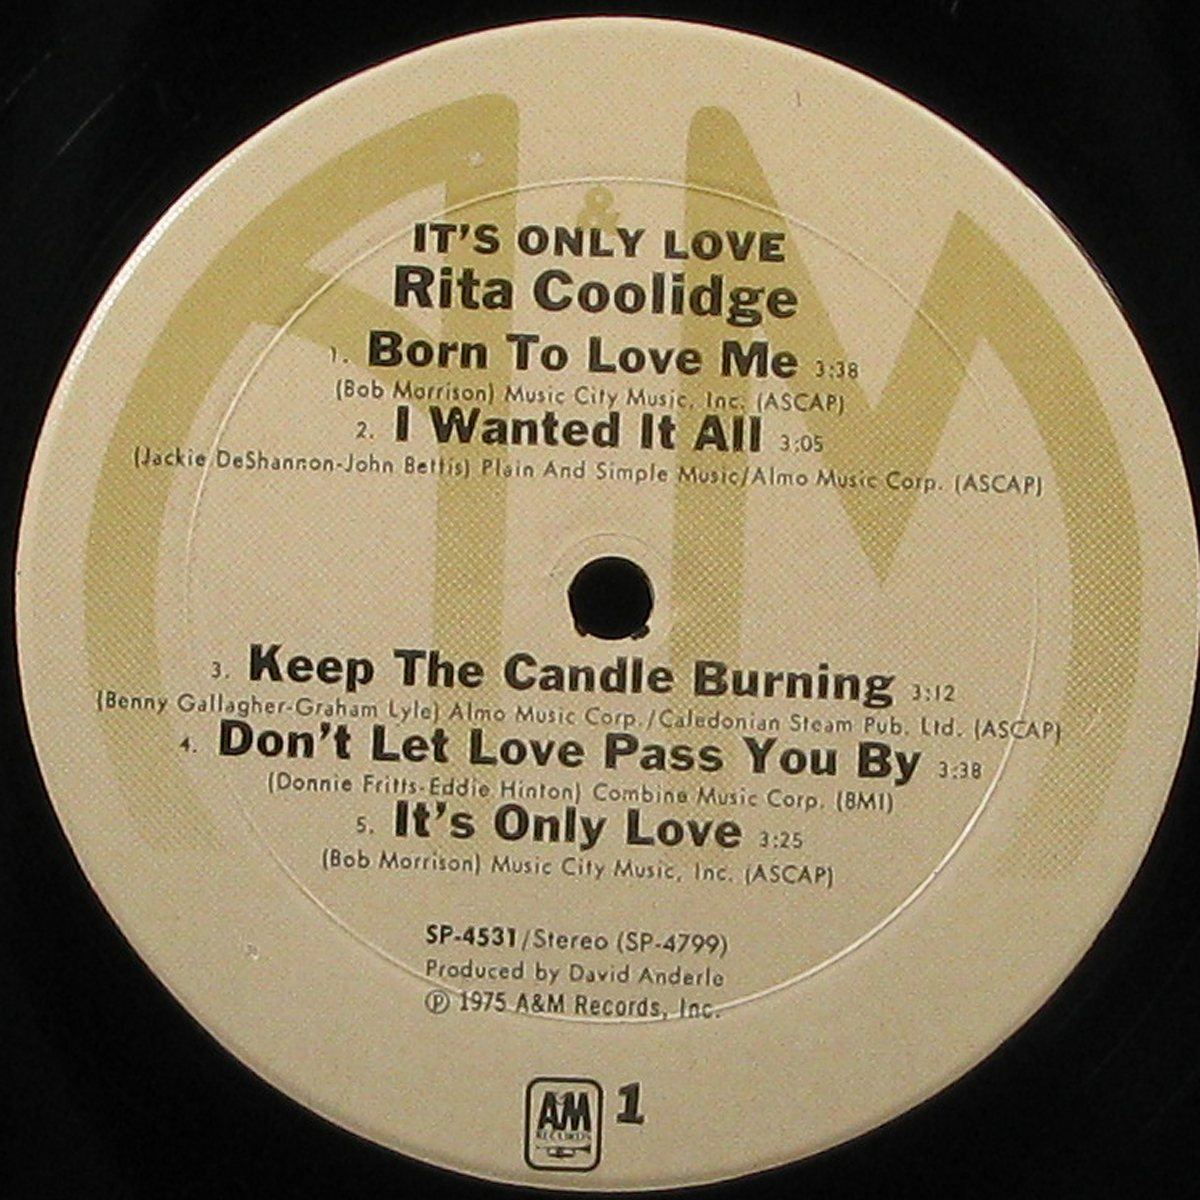 A & M
IT'S ONLY LOVE
Rita Coolidge
1. Born To Love Me 3:38
(Bob Morrison) Music City Music, Inc. (ASCAP)
2. I Wanted It All 3:05
(Jackie DeShannon-John Bettis) Plain And Simple Music/Almo Music Corp. (ASCAP)
3. Keep The Candle Burning 3:12
(Benny Gallagher-Graham Lyle) Almo Music Corp./Caledonian Steam Pub. Ltd. (ASCAP)
4. Don't Let Love Pass You By 3:38
(Donnie Fritts-Eddie Hinton) Combine Music Corp. (BMI)
5. It's Only Love 3:25
(Bob Morrison) Music City Music, Inc. (ASCAP)
SP-4531/Stereo (SP-4799)
Produced by David Anderle
℗ 1975 A&M Records, Inc.
A&M 1
RECORDS